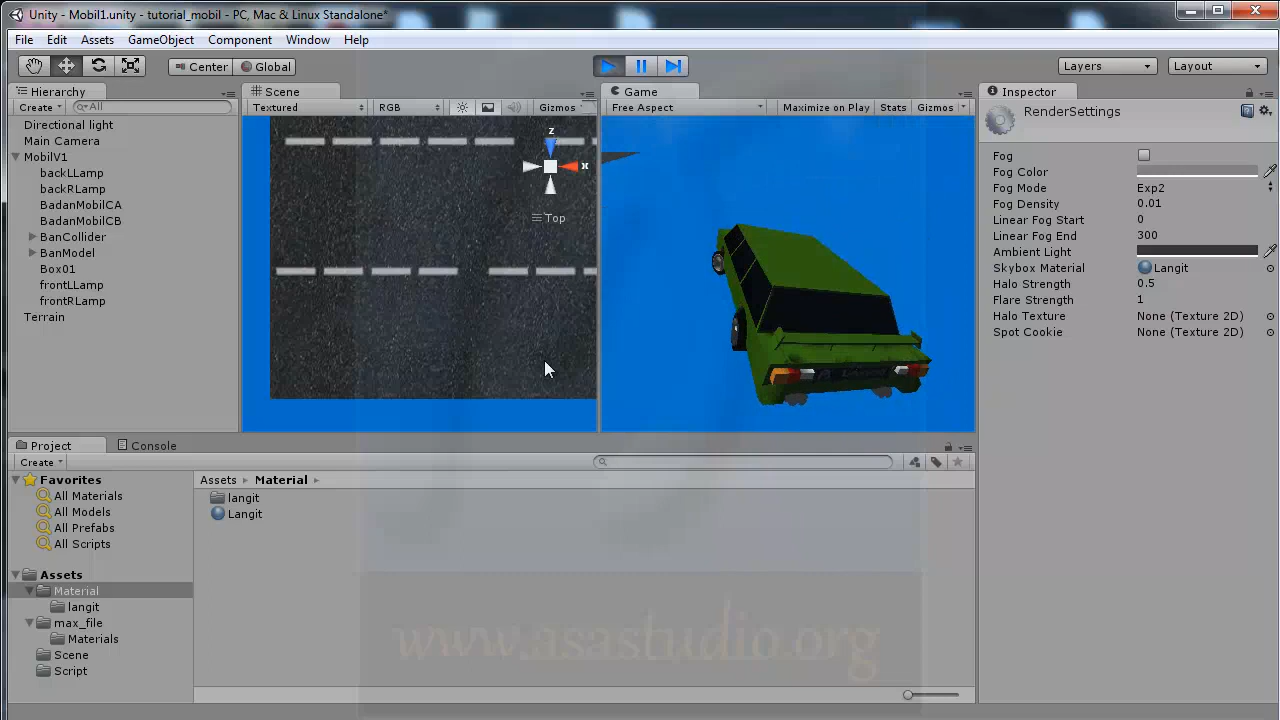 Unity - Mobil1.unity - tutorial_mobil - PC, Mac & Linux Standalone*
File Edit Assets GameObject Component Window Help
Center Global Layers Layout
Hierarchy
Create All
Directional light
Main Camera
MobilV1
backLLamp
backRLamp
BadanMobilCA
BadanMobilCB
BanCollider
BanModel
Box01
frontLLamp
frontRLamp
Terrain
Scene
Textured RGB Gizmos
z
x
Top
Game
Free Aspect Maximize on Play Stats Gizmos
Inspector
RenderSettings
Fog
Fog Color
Fog Mode Exp2
Fog Density 0.01
Linear Fog Start 0
Linear Fog End 300
Ambient Light
Skybox Material Langit
Halo Strength 0.5
Flare Strength 1
Halo Texture None (Texture 2D)
Spot Cookie None (Texture 2D)
Project Console
Create
Favorites
All Materials
All Models
All Prefabs
All Scripts
Assets
Material
langit
max_file
Materials
Scene
Script
Assets Material
langit
Langit
www.asastudio.org